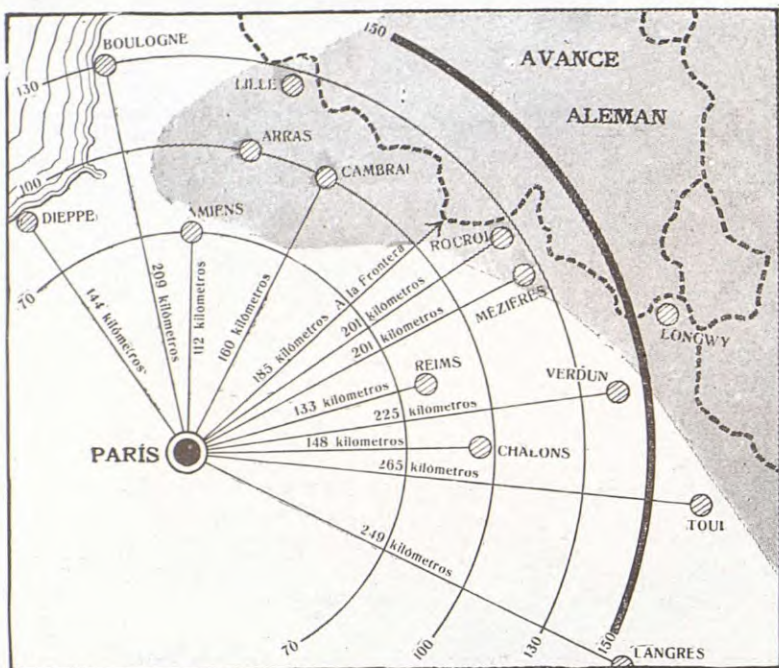 BOULOGNE
150
AVANCE
ALEMAN
130
LILLE
ARRAS
100
CAMBRAI
DIEPPE
AMIENS
ROCROI
70
A la Frontera
144 kilómetros
209 kilómetros
112 kilómetros
160 kilómetros
185 kilómetros
201 kilómetros
201 kilómetros
MEZIERES
LONGWY
REIMS
133 kilómetros
VERDUN
225 kilómetros
PARÍS
148 kilómetros
CHALONS
265 kilómetros
TOUL
249 kilómetros
70
100
130
150
LANGRES